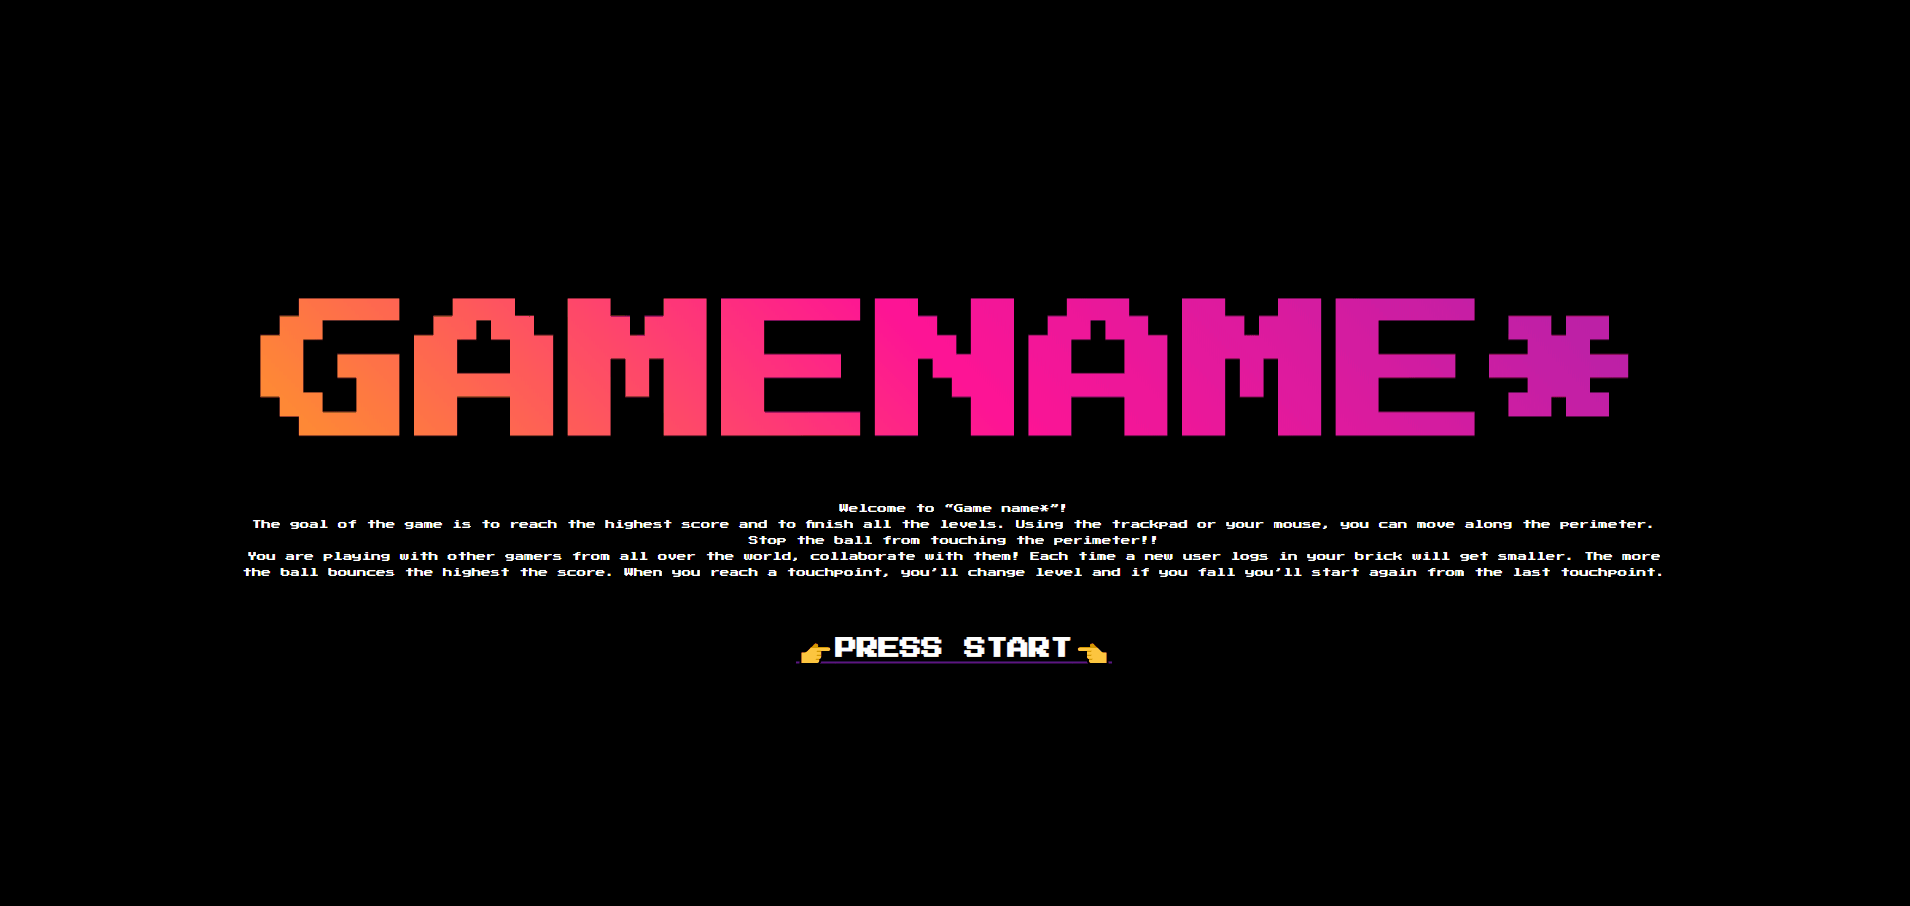 GAMENAME*
Welcome to "Game name*"!
The goal of the game is to reach the highest score and to finish all the levels. Using the trackpad or your mouse, you can move along the perimeter.
Stop the ball from touching the perimeter!!
You are playing with other gamers from all over the world, collaborate with them! Each time a new user logs in your brick will get smaller. The more
the ball bounces the highest the score. When you reach a touchpoint, you'll change level and if you fall you'll start again from the last touchpoint.
👉PRESS START👈